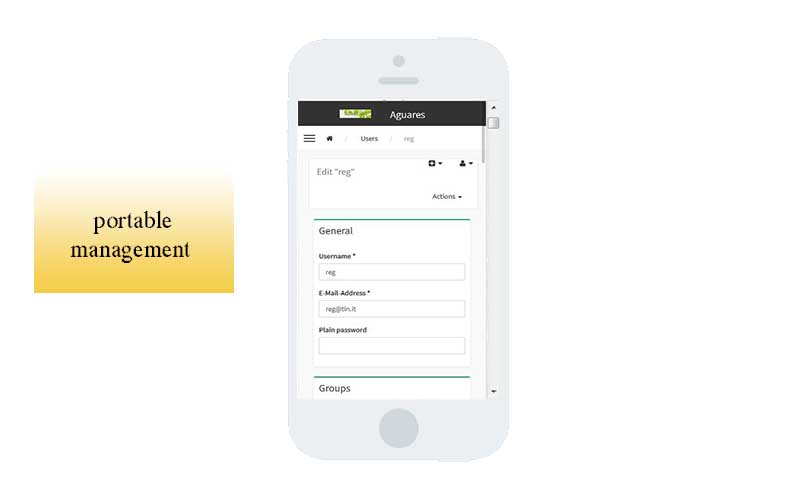 portable
management
Aguares
/ Users / reg
Edit "reg"
Actions
General
Username *
reg
E-Mail-Address *
reg@tin.it
Plain password
Groups